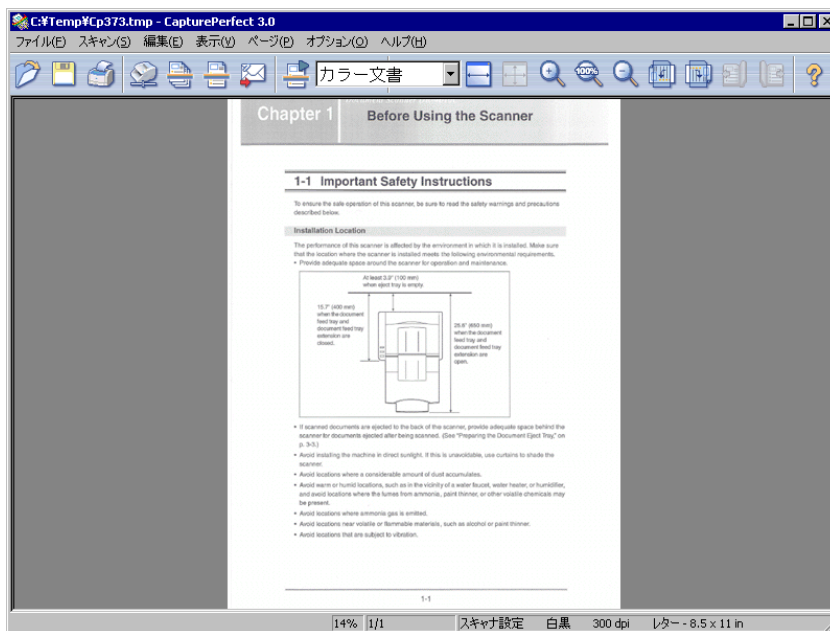 C:¥Temp¥Cp373.tmp - CapturePerfect 3.0
ファイル(F) スキャン(S) 編集(E) 表示(V) ページ(P) オプション(O) ヘルプ(H)
カラー文書
100%
Chapter 1
Before Using the Scanner
1-1 Important Safety Instructions
To ensure the safe operation of this scanner, be sure to read the safety warnings and precautions
described below.
Installation Location
The performance of this scanner is affected by the environment in which it is installed. Make sure
that the location where the scanner is installed meets the following environmental requirements.
• Provide adequate space around the scanner for operation and maintenance.
At least 3.9" (100 mm)
when eject tray is empty.
15.7" (400 mm)
when the document
feed tray and
document feed tray
extension are
closed.
25.6" (650 mm)
when the document
feed tray and
document feed tray
extension are
open.
• If scanned documents are ejected to the back of the scanner, provide adequate space behind the
scanner for documents ejected after being scanned. (See "Preparing the Document Eject Tray," on
p. 3-3.)
• Avoid installing the machine in direct sunlight. If this is unavoidable, use curtains to shade the
scanner.
• Avoid locations where a considerable amount of dust accumulates.
• Avoid warm or humid locations, such as in the vicinity of a water faucet, water heater, or humidifier,
and avoid locations where the fumes from ammonia, paint thinner, or other volatile chemicals may
be present.
• Avoid locations where ammonia gas is emitted.
• Avoid locations near volatile or flammable materials, such as alcohol or paint thinner.
• Avoid locations that are subject to vibration.
1-1
14% 1/1 スキャナ設定 白黒 300 dpi レター - 8.5 x 11 in